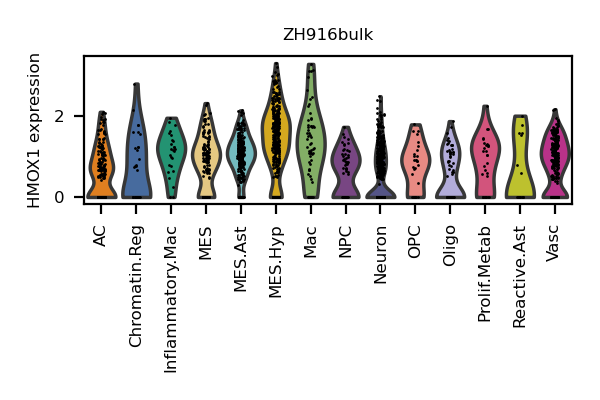 ZH916bulk
HMOX1 expression
2
0
AC
Chromatin.Reg
Inflammatory.Mac
MES
MES.Ast
MES.Hyp
Mac
NPC
Neuron
OPC
Oligo
Prolif.Metab
Reactive.Ast
Vasc